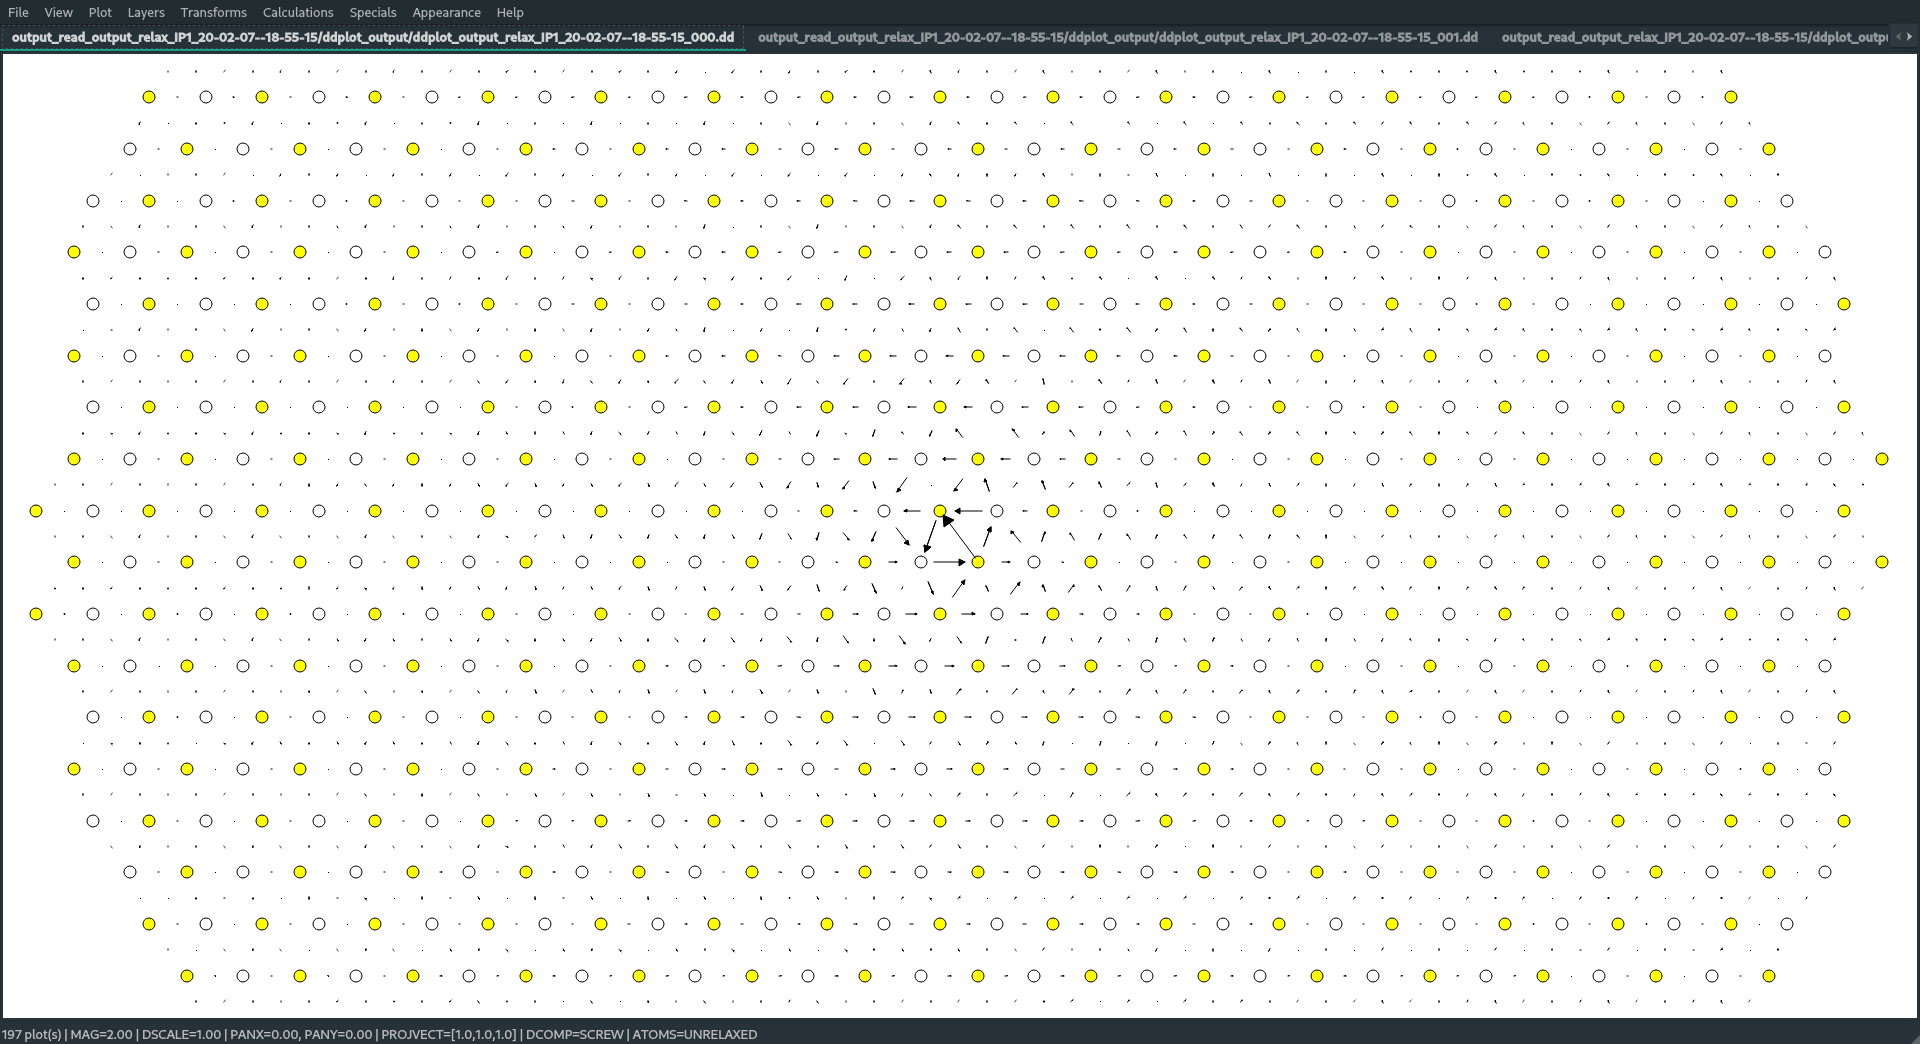 File View Plot Layers Transforms Calculations Specials Appearance Help
output_read_output_relax_IP1_20-02-07--18-55-15/ddplot_output/ddplot_output_relax_IP1_20-02-07--18-55-15_000.dd output_read_output_relax_IP1_20-02-07--18-55-15/ddplot_output/ddplot_output_relax_IP1_20-02-07--18-55-15_001.dd output_read_output_relax_IP1_20-02-07--18-55-15/ddplot_outpu
197 plot(s) | MAG=2.00 | DSCALE=1.00 | PANX=0.00, PANY=0.00 | PROJVECT=[1.0,1.0,1.0] | DCOMP=SCREW | ATOMS=UNRELAXED